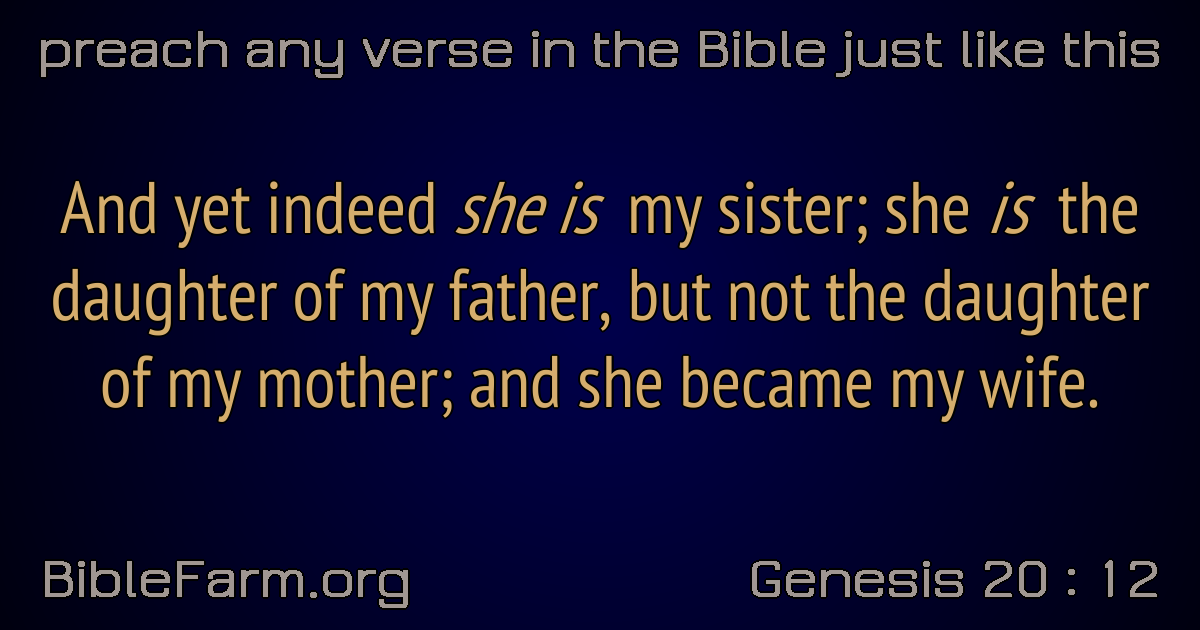 preach any verse in the Bible just like this
And yet indeed she is my sister; she is the
daughter of my father, but not the daughter
of my mother; and she became my wife.
BibleFarm.org
Genesis 20 : 12